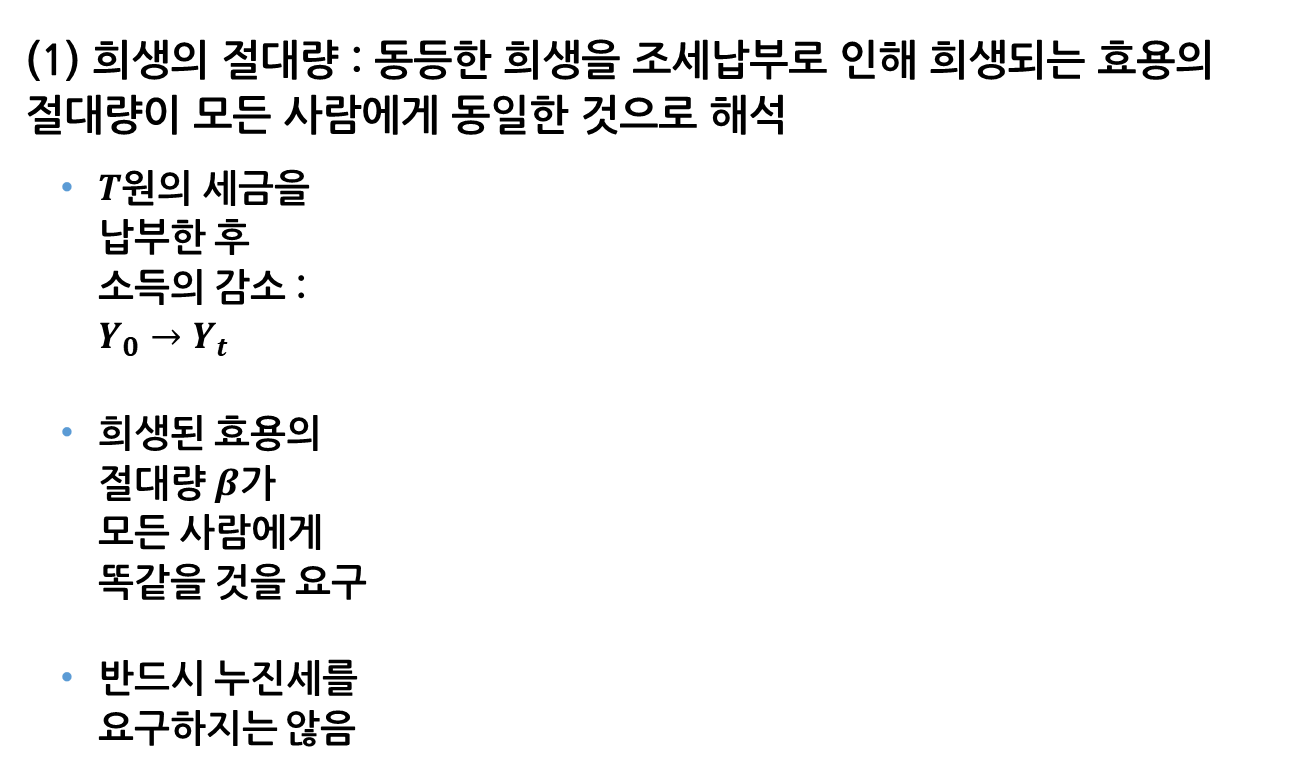 (1) 희생의 절대량 : 동등한 희생을 조세납부로 인해 희생되는 효용의
절대량이 모든 사람에게 동일한 것으로 해석
• T원의 세금을
납부한 후
소득의 감소 :
Y₀ → Yₜ
• 희생된 효용의
절대량 β가
모든 사람에게
똑같을 것을 요구
• 반드시 누진세를
요구하지는 않음